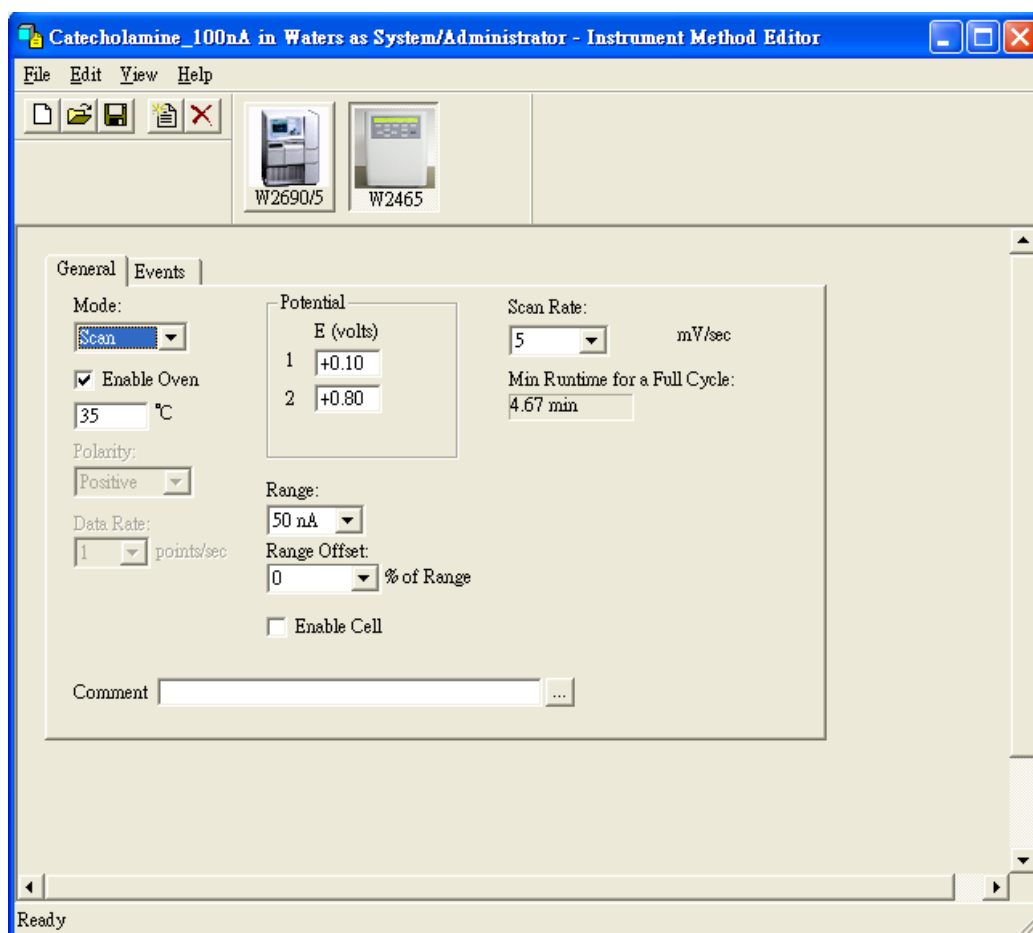 Catecholamine_100nA in Waters as System/Administrator - Instrument Method Editor
File Edit View Help
W2690/5
W2465
General
Events
Mode:
Scan
Enable Oven
35 °C
Polarity:
Positive
Data Rate:
1 points/sec
Potential
E (volts)
1 +0.10
2 +0.80
Range:
50 nA
Range Offset:
0 % of Range
Enable Cell
Scan Rate:
5 mV/sec
Min Runtime for a Full Cycle:
4.67 min
Comment
...
Ready